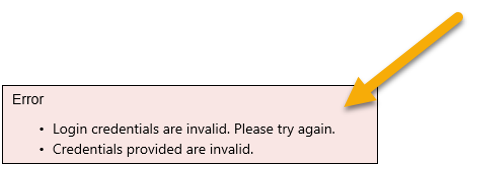 Error
• Login credentials are invalid. Please try again.
• Credentials provided are invalid.